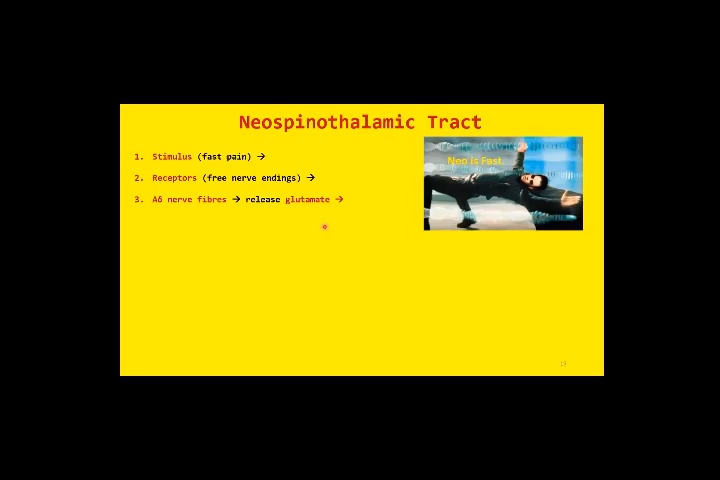 Neospinothalamic Tract
1. Stimulus (fast pain) →
Neo is Fast
2. Receptors (free nerve endings) →
3. Aδ nerve fibres → release glutamate →
13